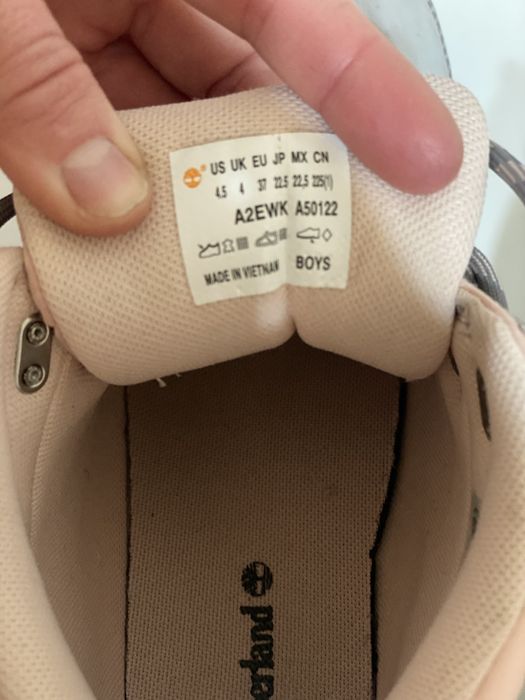 US UK EU JP MX CN
4.5 4 37 22.5 22.5 225(1)
A2EWK A50122
MADE IN VIETNAM BOYS
erland